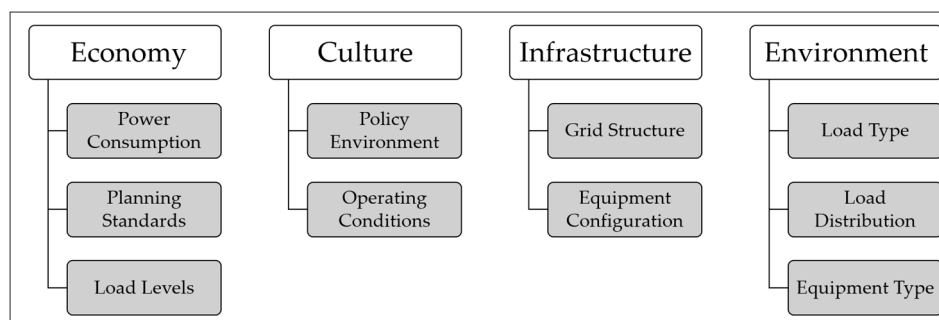 Economy
Power
Consumption
Planning
Standards
Load Levels
Culture
Policy
Environment
Operating
Conditions
Infrastructure
Grid Structure
Equipment
Configuration
Environment
Load Type
Load
Distribution
Equipment Type